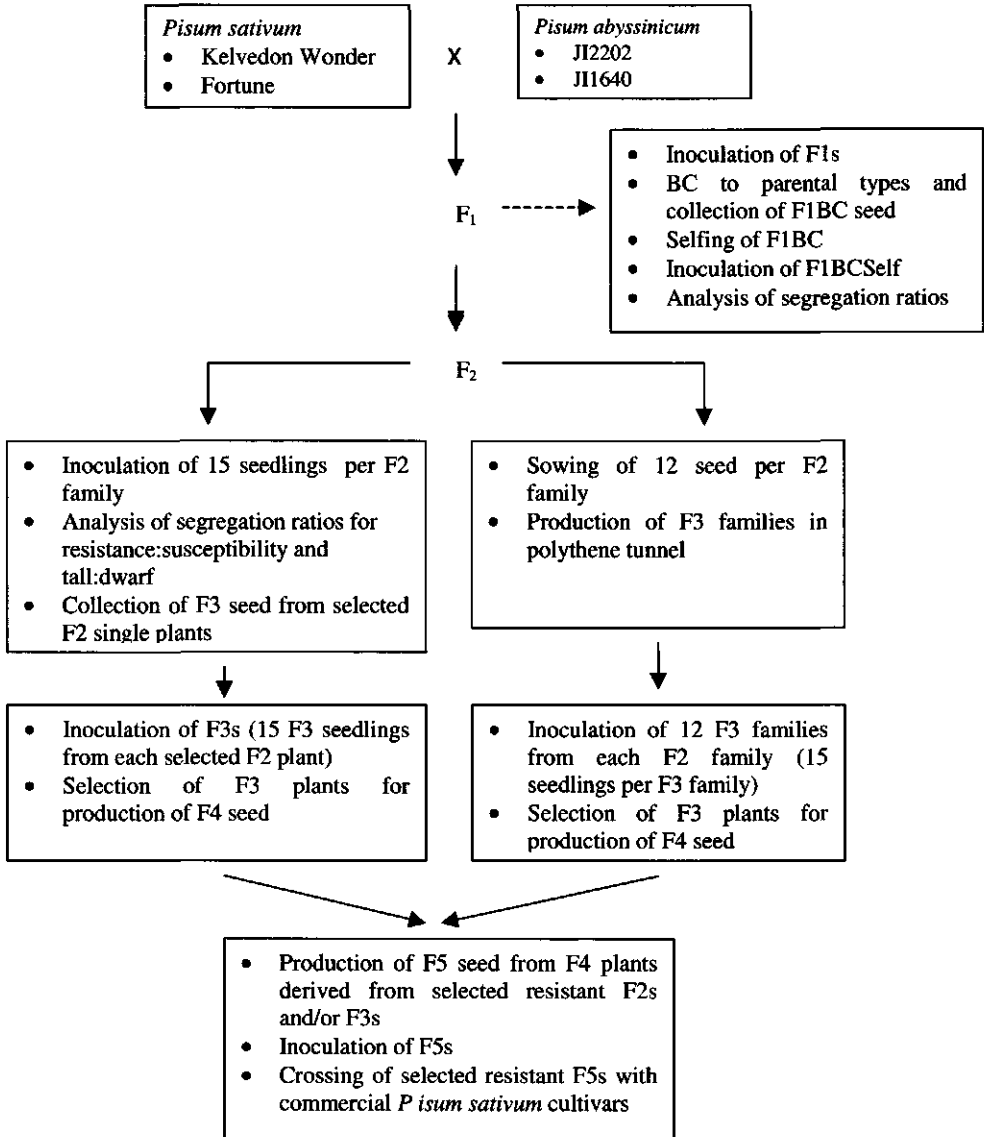 Pisum sativum
• Kelvedon Wonder
• Fortune
X
Pisum abyssinicum
• JI2202
• JI1640
F₁
• Inoculation of F1s
• BC to parental types and
collection of F1BC seed
• Selfing of F1BC
• Inoculation of F1BCSelf
• Analysis of segregation ratios
F₂
• Inoculation of 15 seedlings per F2
family
• Analysis of segregation ratios for
resistance:susceptibility and
tall:dwarf
• Collection of F3 seed from selected
F2 single plants
• Sowing of 12 seed per F2
family
• Production of F3 families in
polythene tunnel
• Inoculation of F3s (15 F3 seedlings
from each selected F2 plant)
• Selection of F3 plants for
production of F4 seed
• Inoculation of 12 F3 families
from each F2 family (15
seedlings per F3 family)
• Selection of F3 plants for
production of F4 seed
• Production of F5 seed from F4 plants
derived from selected resistant F2s
and/or F3s
• Inoculation of F5s
• Crossing of selected resistant F5s with
commercial P isum sativum cultivars